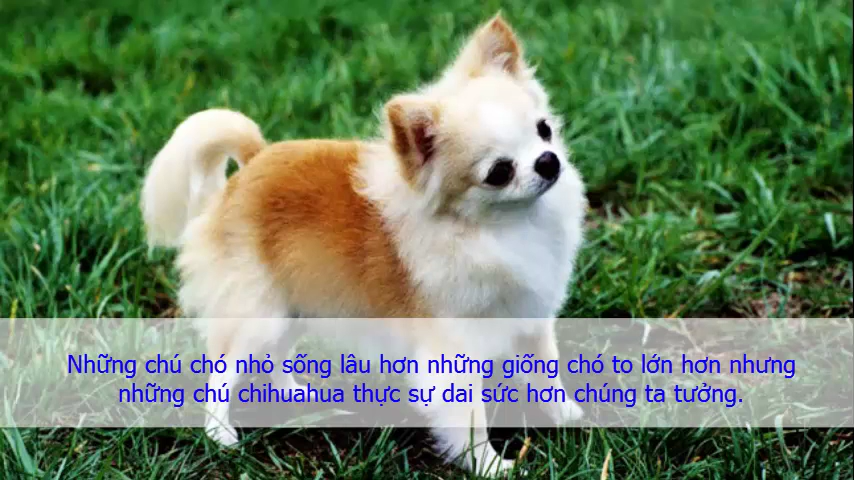 Những chú chó nhỏ sống lâu hơn những giống chó to lớn hơn nhưng
những chú chihuahua thực sự dai sức hơn chúng ta tưởng.